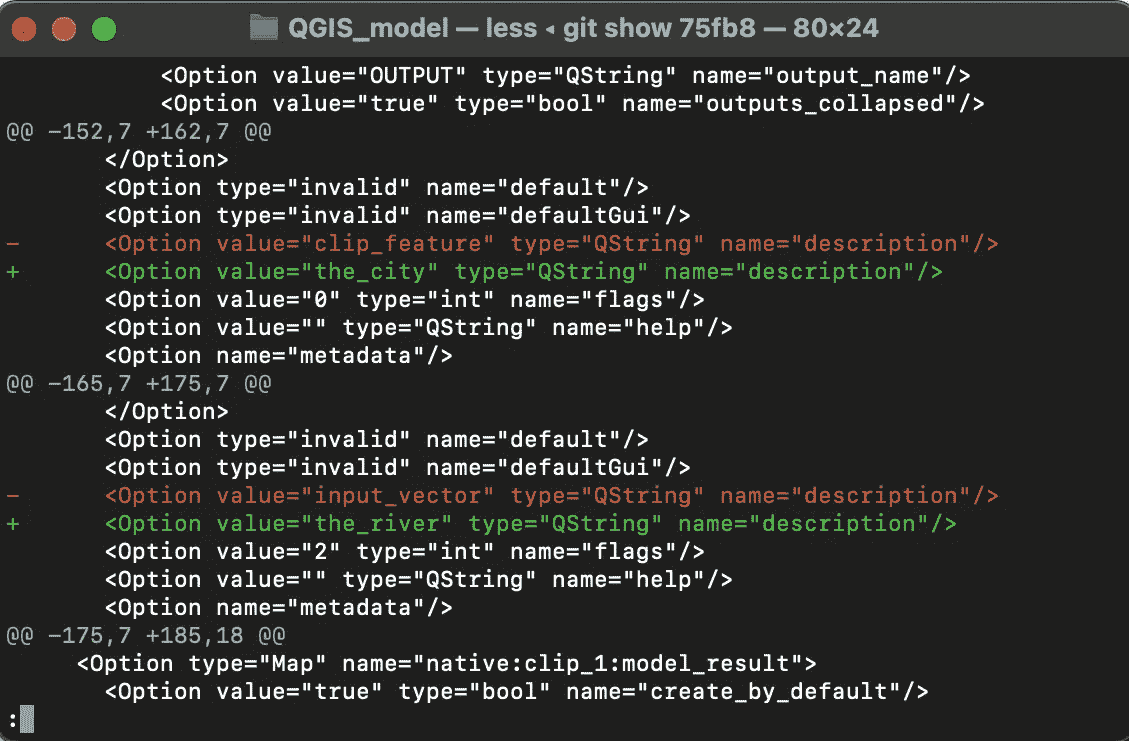 QGIS_model — less ◂ git show 75fb8 — 80×24
<Option value="OUTPUT" type="QString" name="output_name"/>
<Option value="true" type="bool" name="outputs_collapsed"/>
@@ -152,7 +162,7 @@
</Option>
<Option type="invalid" name="default"/>
<Option type="invalid" name="defaultGui"/>
- <Option value="clip_feature" type="QString" name="description"/>
+ <Option value="the_city" type="QString" name="description"/>
<Option value="0" type="int" name="flags"/>
<Option value="" type="QString" name="help"/>
<Option name="metadata"/>
@@ -165,7 +175,7 @@
</Option>
<Option type="invalid" name="default"/>
<Option type="invalid" name="defaultGui"/>
- <Option value="input_vector" type="QString" name="description"/>
+ <Option value="the_river" type="QString" name="description"/>
<Option value="2" type="int" name="flags"/>
<Option value="" type="QString" name="help"/>
<Option name="metadata"/>
@@ -175,7 +185,18 @@
<Option type="Map" name="native:clip_1:model_result">
<Option value="true" type="bool" name="create_by_default"/>
: